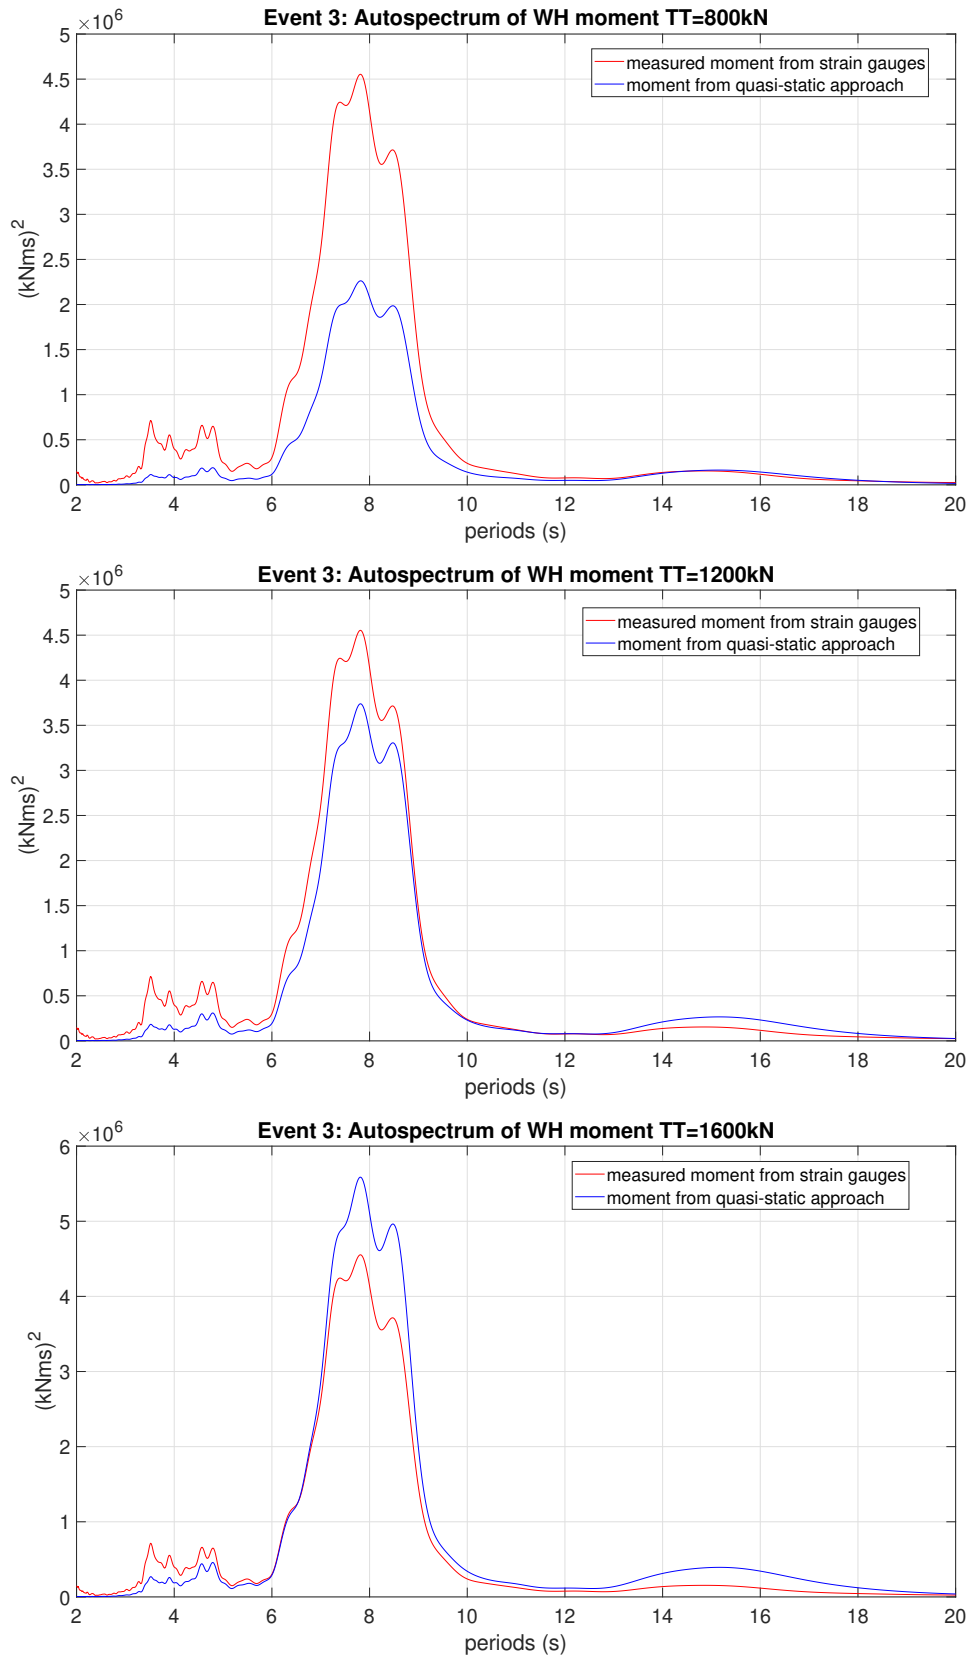 Event 3: Autospectrum of WH moment TT=800kN
×10^6
measured moment from strain gauges
moment from quasi-static approach
5
4.5
4
3.5
3
2.5
2
1.5
1
0.5
0
(kNms)^2
2 4 6 8 10 12 14 16 18 20
periods (s)
Event 3: Autospectrum of WH moment TT=1200kN
×10^6
measured moment from strain gauges
moment from quasi-static approach
5
4.5
4
3.5
3
2.5
2
1.5
1
0.5
0
(kNms)^2
2 4 6 8 10 12 14 16 18 20
periods (s)
Event 3: Autospectrum of WH moment TT=1600kN
×10^6
measured moment from strain gauges
moment from quasi-static approach
6
5
4
3
2
1
0
(kNms)^2
2 4 6 8 10 12 14 16 18 20
periods (s)